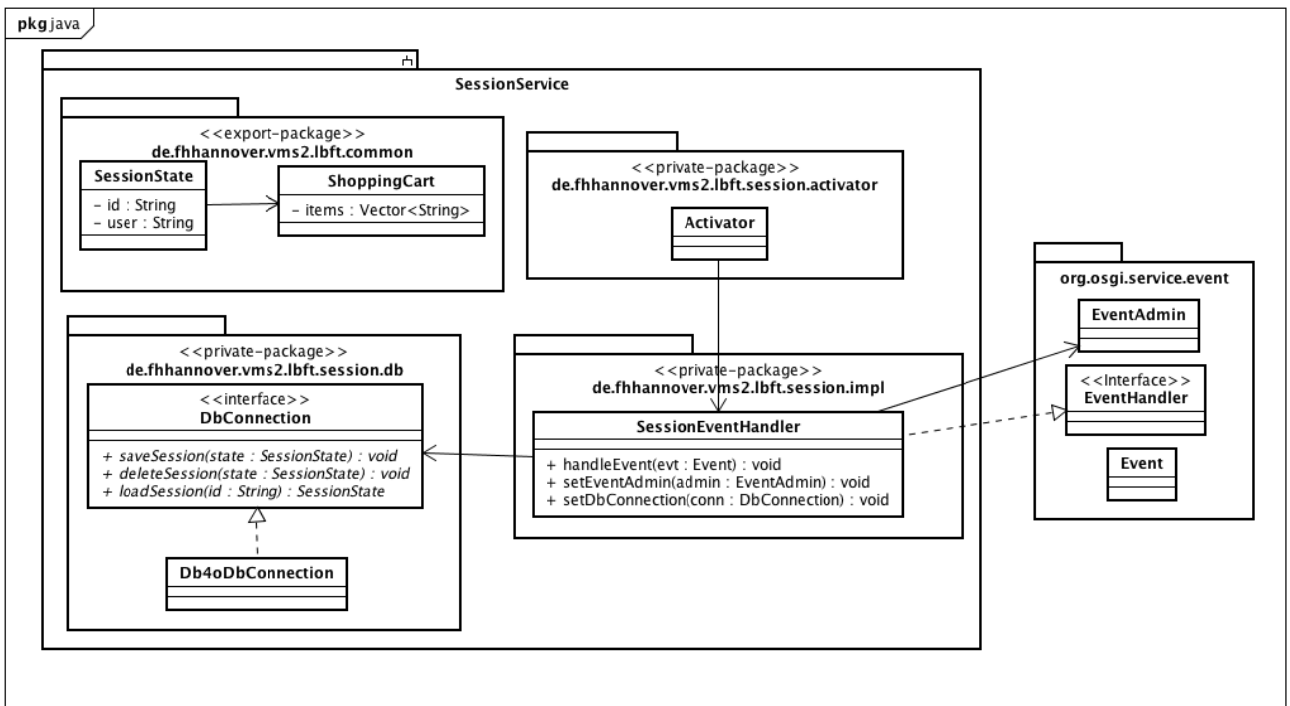 pkg java
SessionService
<<export-package>>
de.fhhannover.vms2.lbft.common
SessionState
- id : String
- user : String
ShoppingCart
- items : Vector<String>
<<private-package>>
de.fhhannover.vms2.lbft.session.activator
Activator
<<private-package>>
de.fhhannover.vms2.lbft.session.db
<<interface>>
DbConnection
+ saveSession(state : SessionState) : void
+ deleteSession(state : SessionState) : void
+ loadSession(id : String) : SessionState
Db4oDbConnection
<<private-package>>
de.fhhannover.vms2.lbft.session.impl
SessionEventHandler
+ handleEvent(evt : Event) : void
+ setEventAdmin(admin : EventAdmin) : void
+ setDbConnection(conn : DbConnection) : void
org.osgi.service.event
EventAdmin
<<Interface>>
EventHandler
Event